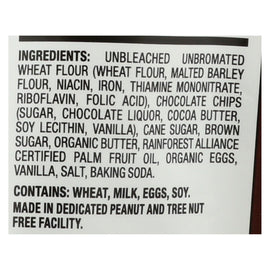 INGREDIENTS: UNBLEACHED UNBROMATED
WHEAT FLOUR (WHEAT FLOUR, MALTED BARLEY
FLOUR, NIACIN, IRON, THIAMINE MONONITRATE,
RIBOFLAVIN, FOLIC ACID), CHOCOLATE CHIPS
(SUGAR, CHOCOLATE LIQUOR, COCOA BUTTER,
SOY LECITHIN, VANILLA), CANE SUGAR, BROWN
SUGAR, ORGANIC BUTTER, RAINFOREST ALLIANCE
CERTIFIED PALM FRUIT OIL, ORGANIC EGGS,
VANILLA, SALT, BAKING SODA.
CONTAINS: WHEAT, MILK, EGGS, SOY.
MADE IN DEDICATED PEANUT AND TREE NUT
FREE FACILITY.